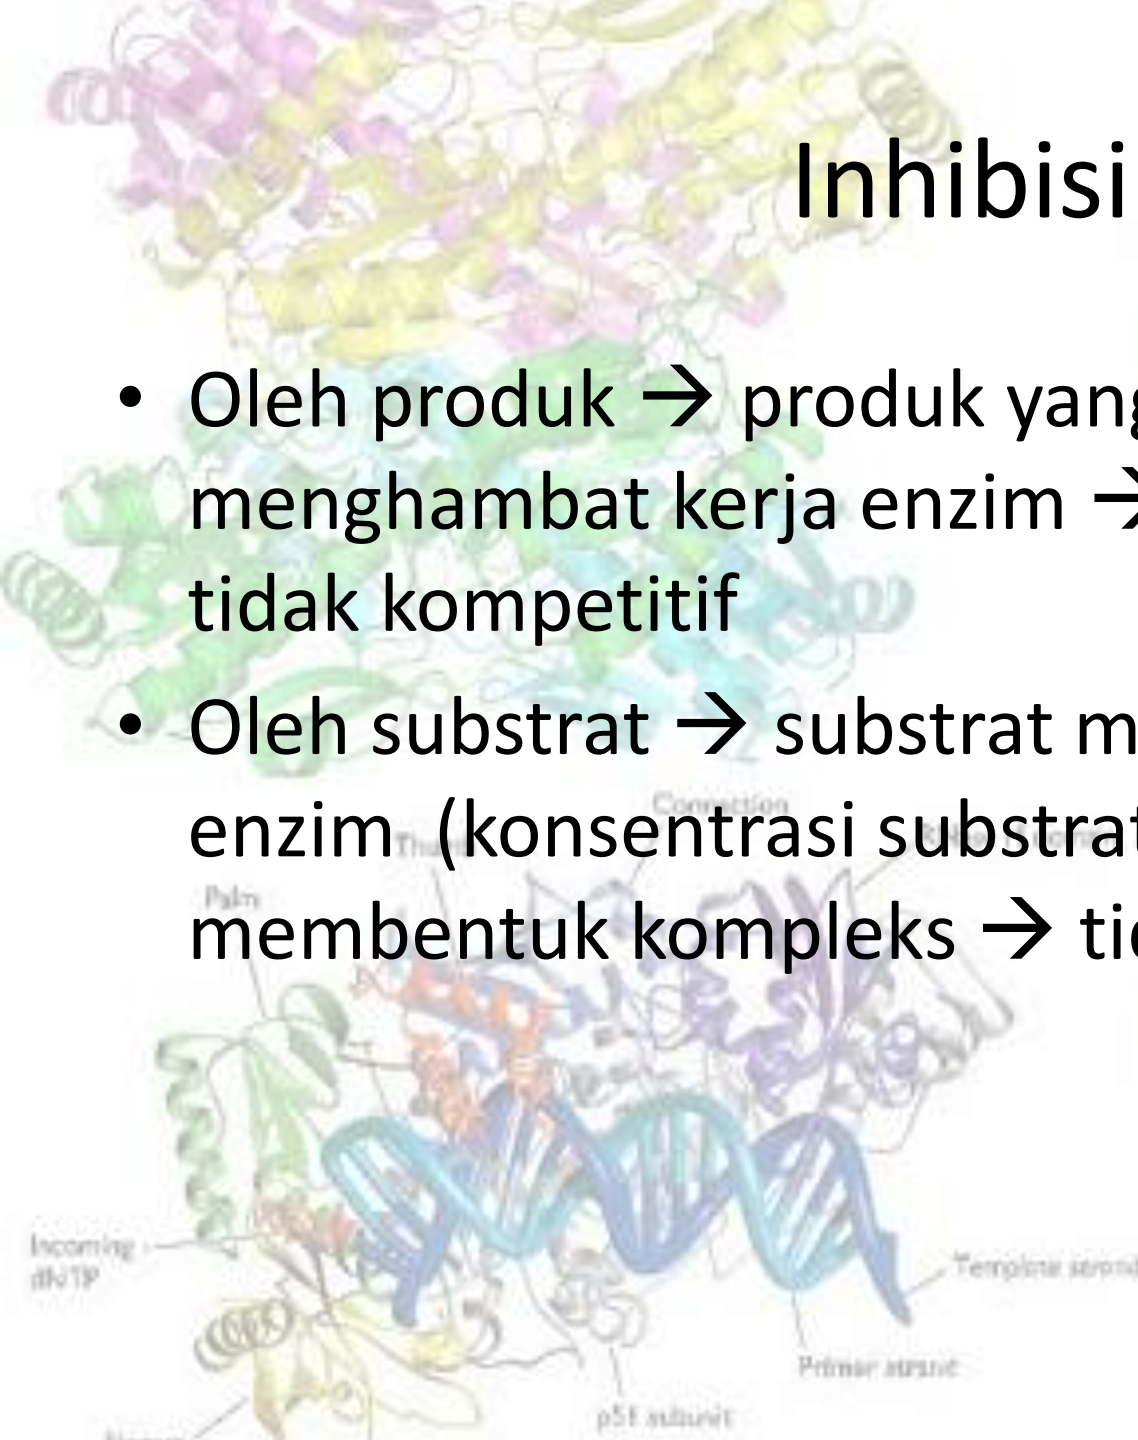 Inhibisi
• Oleh produk → produk yang
menghambat kerja enzim →
tidak kompetitif
• Oleh substrat → substrat m
enzim (konsentrasi substrat
membentuk kompleks →
Connection
Thumb
Palm
Incoming
dNTP
Template strand
Primer strand
p51 subunit